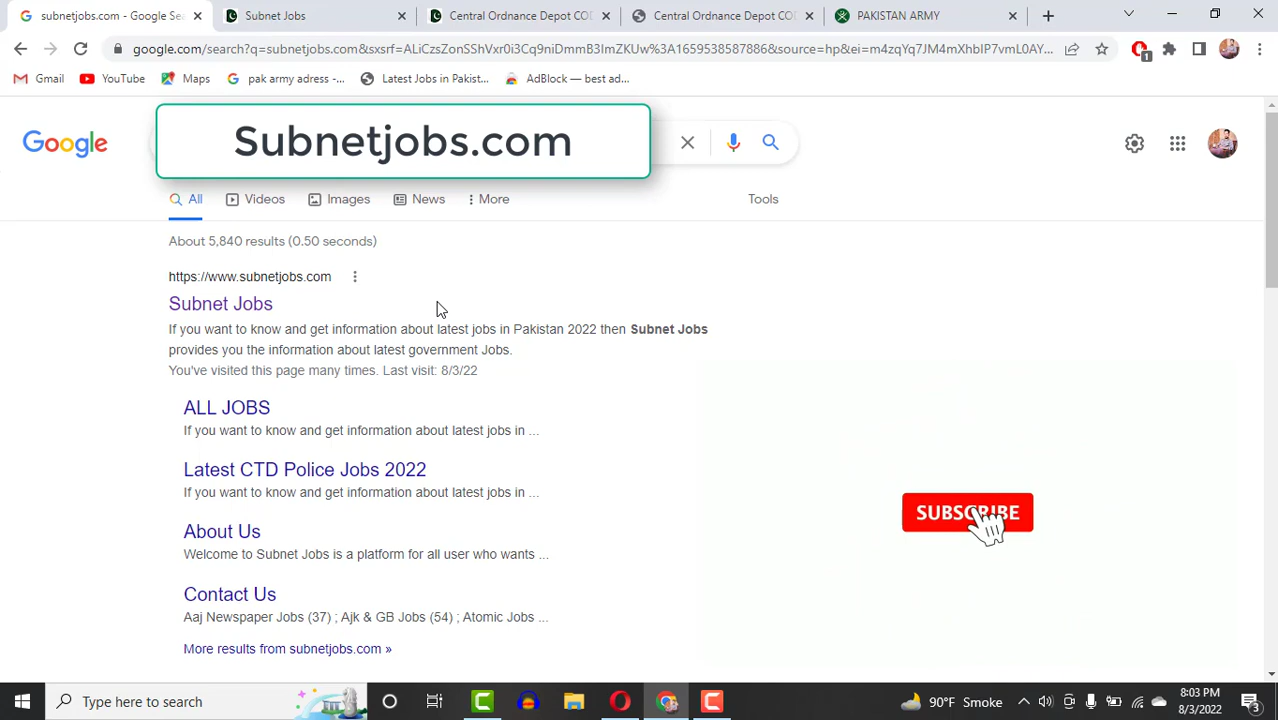 subnetjobs.com - Google Sea
Subnet Jobs
Central Ordnance Depot COD
Central Ordnance Depot COD
PAKISTAN ARMY
google.com/search?q=subnetjobs.com&sxsrf=ALiCzsZonSShVxr0i3Cq9niDmmB3ImZKUw%3A1659538587786&source=hp&ei=m4zqYq7JM4mXhbIP7vmL0AY...
1
Gmail
YouTube
Maps
pak army adress -...
Latest Jobs in Pakist...
AdBlock — best ad...
Google
Subnetjobs.com
All
Videos
Images
News
More
Tools
About 5,840 results (0.50 seconds)
https://www.subnetjobs.com
Subnet Jobs
If you want to know and get information about latest jobs in Pakistan 2022 then Subnet Jobs
provides you the information about latest government Jobs.
You've visited this page many times. Last visit: 8/3/22
ALL JOBS
If you want to know and get information about latest jobs in ...
Latest CTD Police Jobs 2022
If you want to know and get information about latest jobs in ...
About Us
Welcome to Subnet Jobs is a platform for all user who wants ...
Contact Us
Aaj Newspaper Jobs (37) ; Ajk & GB Jobs (54) ; Atomic Jobs ...
More results from subnetjobs.com »
SUBSCRIBE
Type here to search
90°F Smoke
8:03 PM
8/3/2022
3